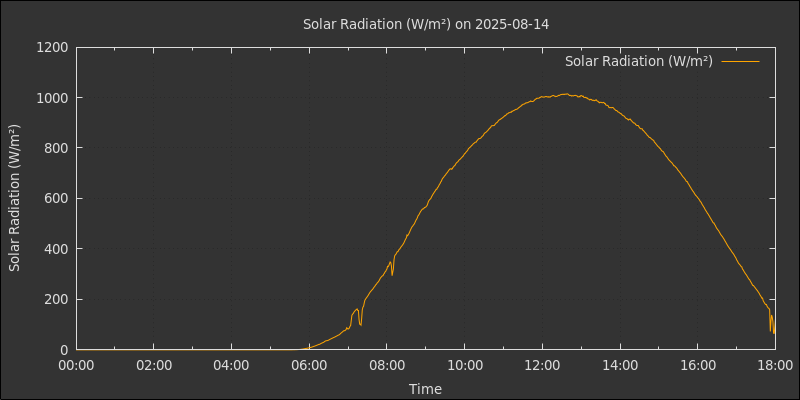 Solar Radiation (W/m²) on 2025-08-14
Solar Radiation (W/m²)
Solar Radiation (W/m²)
1200
1000
800
600
400
200
0
00:00 02:00 04:00 06:00 08:00 10:00 12:00 14:00 16:00 18:00
Time